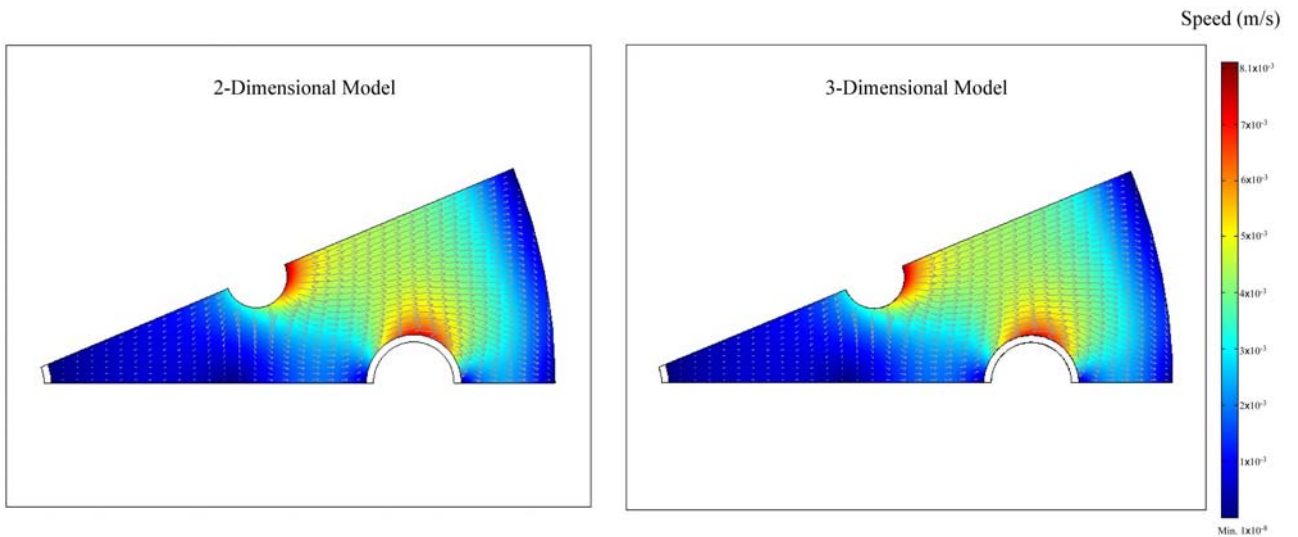 Speed (m/s)
2-Dimensional Model
3-Dimensional Model
8.1x10⁻³
7x10⁻³
6x10⁻³
5x10⁻³
4x10⁻³
3x10⁻³
2x10⁻³
1x10⁻³
Min. 1x10⁻⁸